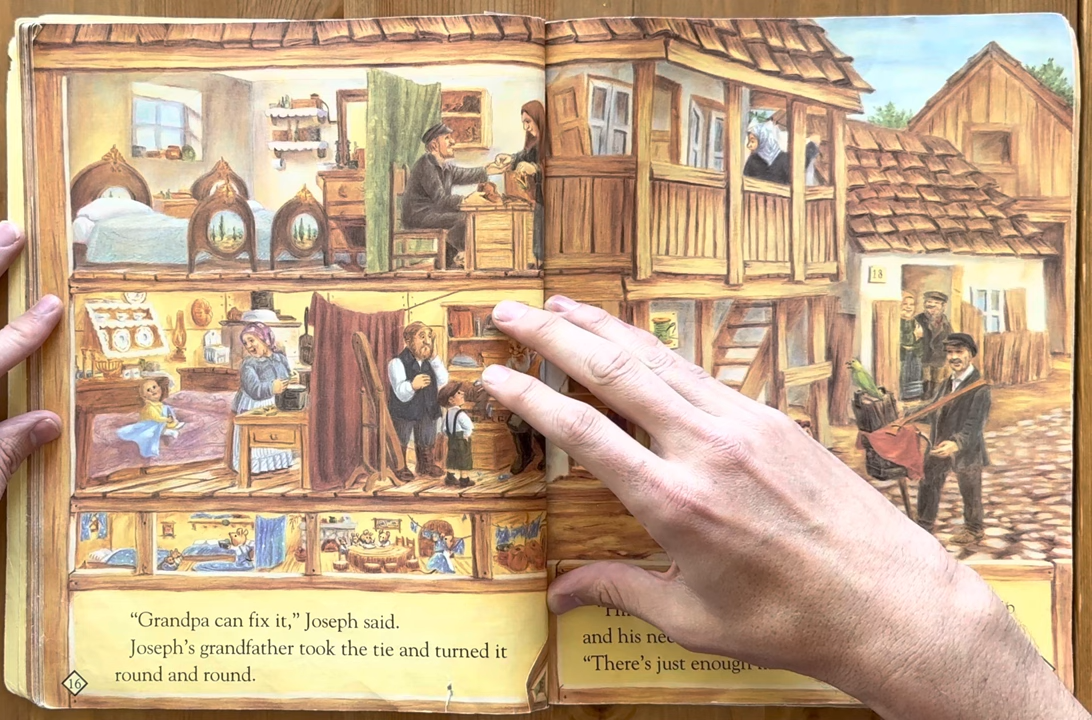 18
"Grandpa can fix it," Joseph said.
Joseph's grandfather took the tie and turned it
round and round.
16
and his
"There's just enough